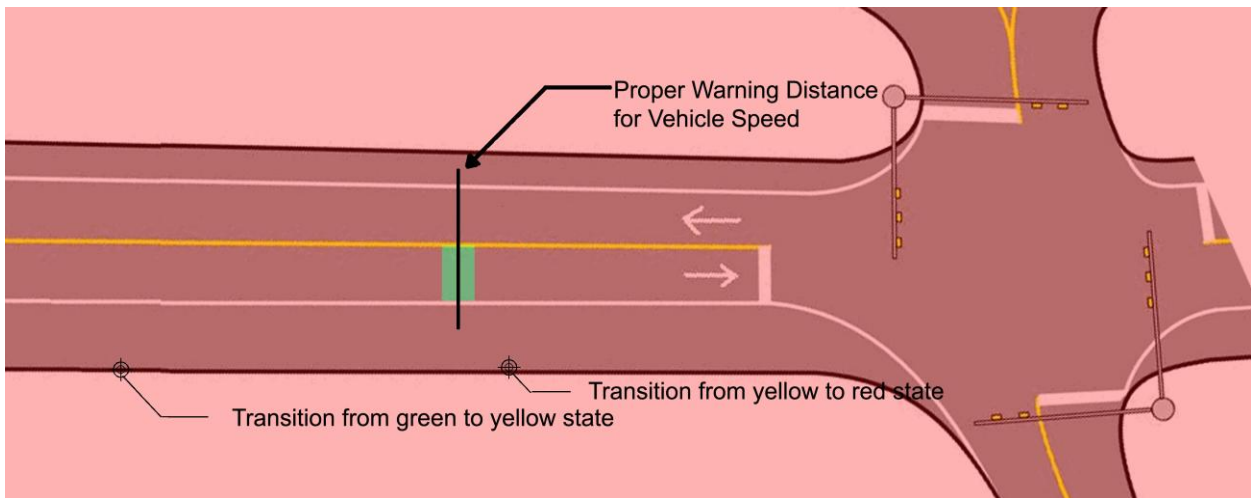 Proper Warning Distance
for Vehicle Speed
Transition from yellow to red state
Transition from green to yellow state